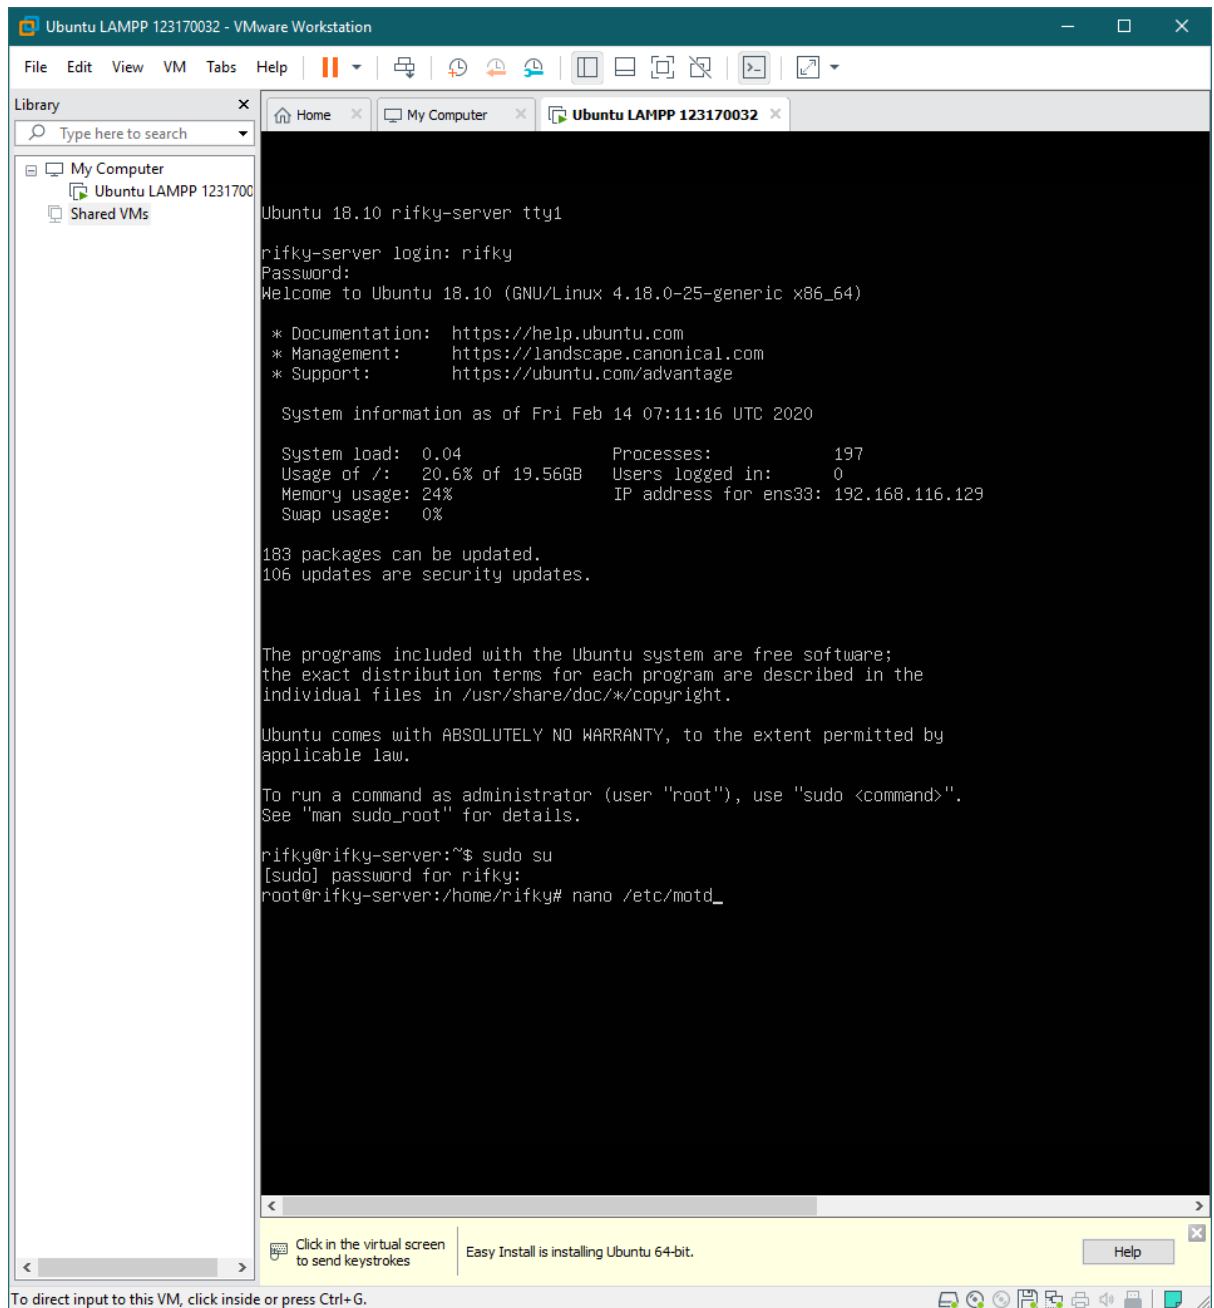 Ubuntu LAMPP 123170032 - VMware Workstation
File Edit View VM Tabs Help
Library
Type here to search
My Computer
Ubuntu LAMPP 1231700
Shared VMs
Home
My Computer
Ubuntu LAMPP 123170032
Ubuntu 18.10 rifky-server tty1
rifky-server login: rifky
Password:
Welcome to Ubuntu 18.10 (GNU/Linux 4.18.0-25-generic x86_64)
* Documentation: https://help.ubuntu.com
* Management: https://landscape.canonical.com
* Support: https://ubuntu.com/advantage
System information as of Fri Feb 14 07:11:16 UTC 2020
System load: 0.04 Processes: 197
Usage of /: 20.6% of 19.56GB Users logged in: 0
Memory usage: 24% IP address for ens33: 192.168.116.129
Swap usage: 0%
183 packages can be updated.
106 updates are security updates.
The programs included with the Ubuntu system are free software;
the exact distribution terms for each program are described in the
individual files in /usr/share/doc/*/copyright.
Ubuntu comes with ABSOLUTELY NO WARRANTY, to the extent permitted by
applicable law.
To run a command as administrator (user "root"), use "sudo <command>".
See "man sudo_root" for details.
rifky@rifky-server:~$ sudo su
[sudo] password for rifky:
root@rifky-server:/home/rifky# nano /etc/motd_
Click in the virtual screen
to send keystrokes
Easy Install is installing Ubuntu 64-bit.
Help
To direct input to this VM, click inside or press Ctrl+G.